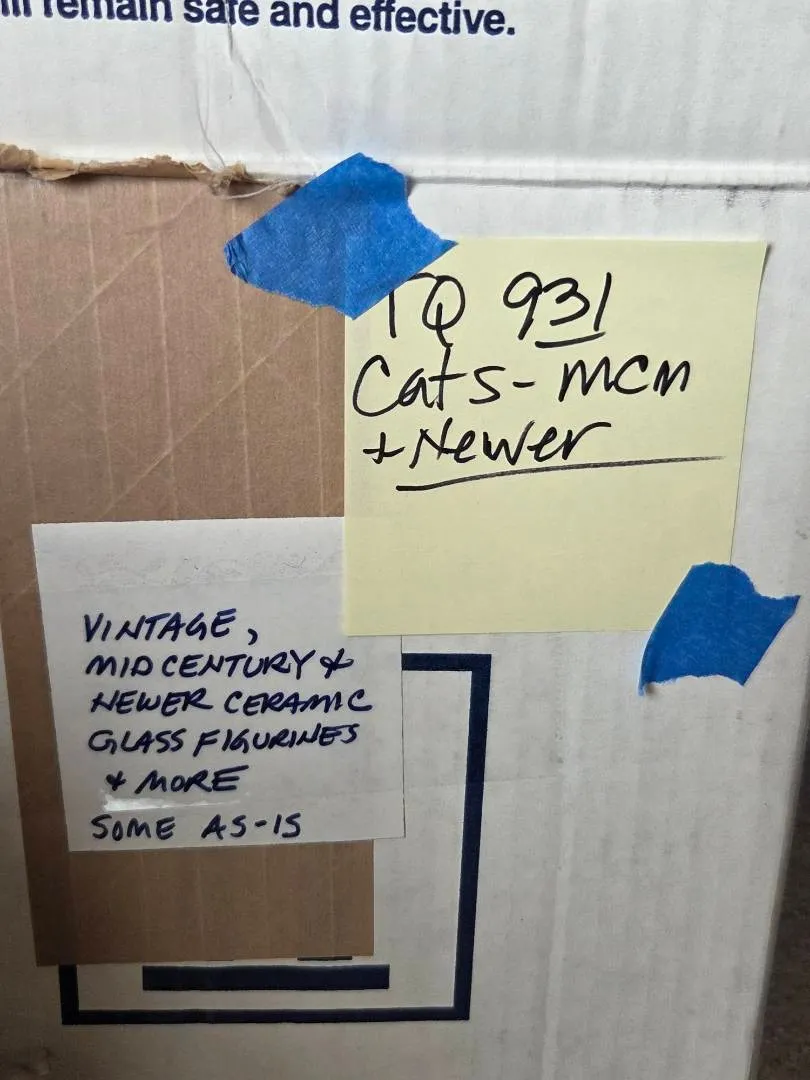 remain safe and effective.
TQ 931
Cats - mcm
+ Newer
VINTAGE,
MIDCENTURY &
NEWER CERAMIC
GLASS FIGURINES
& MORE
SOME AS-IS